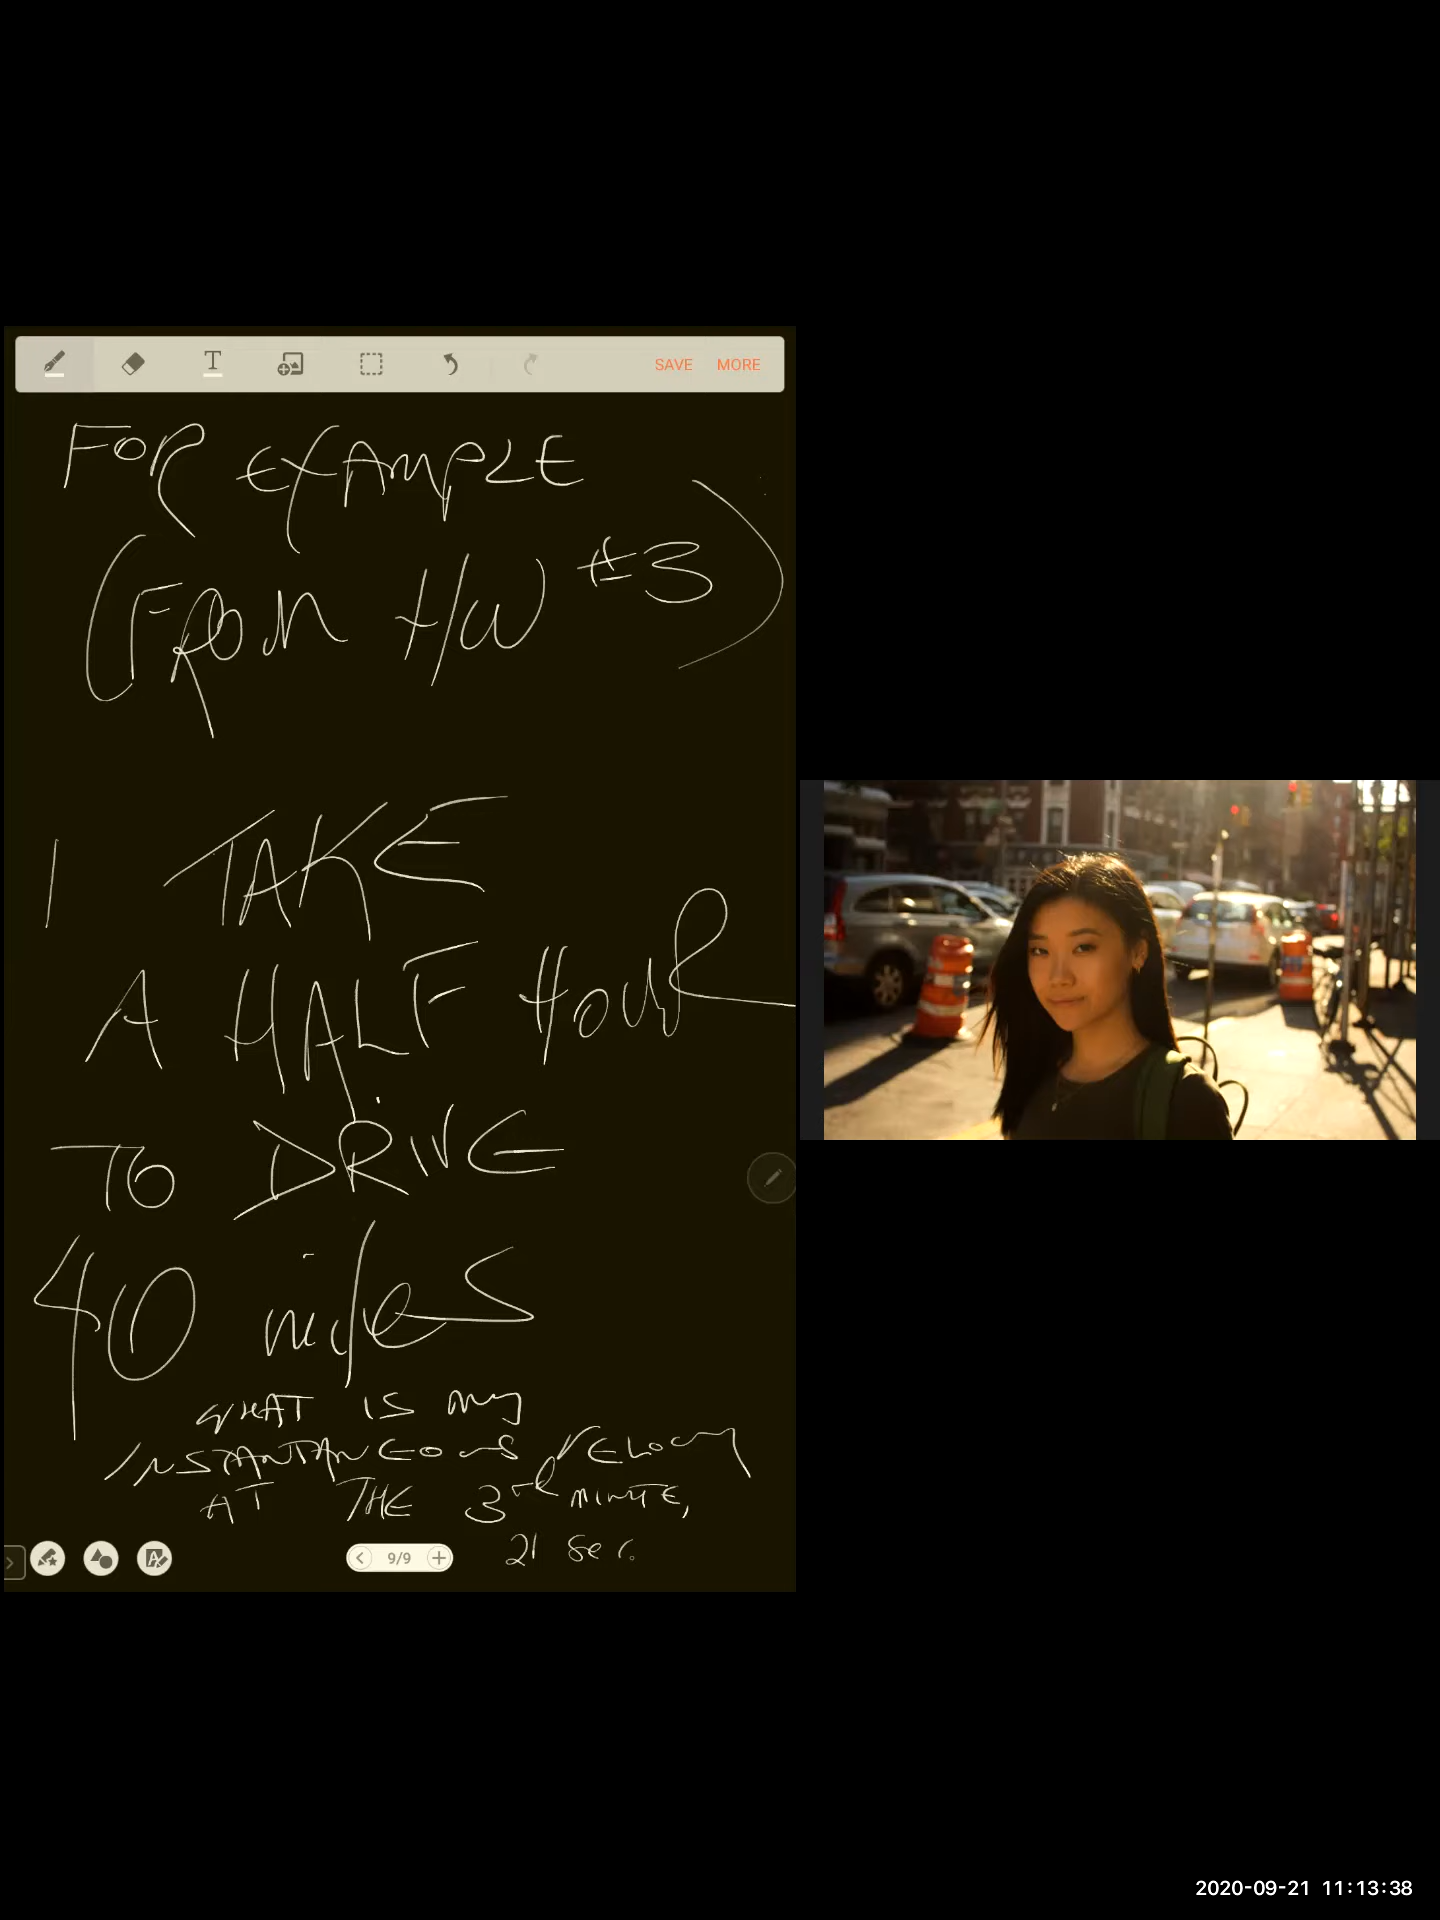 T
SAVE MORE
FOR EXAMPLE
(FROM H/W #3)
I TAKE
A HALF HOUR
TO DRIVE
40 miles
WHAT IS MY
INSTANTANEOUS VELOCITY
AT THE 3RD MINUTE,
21 Sec.
A
9/9
2020-09-21 11:13:38